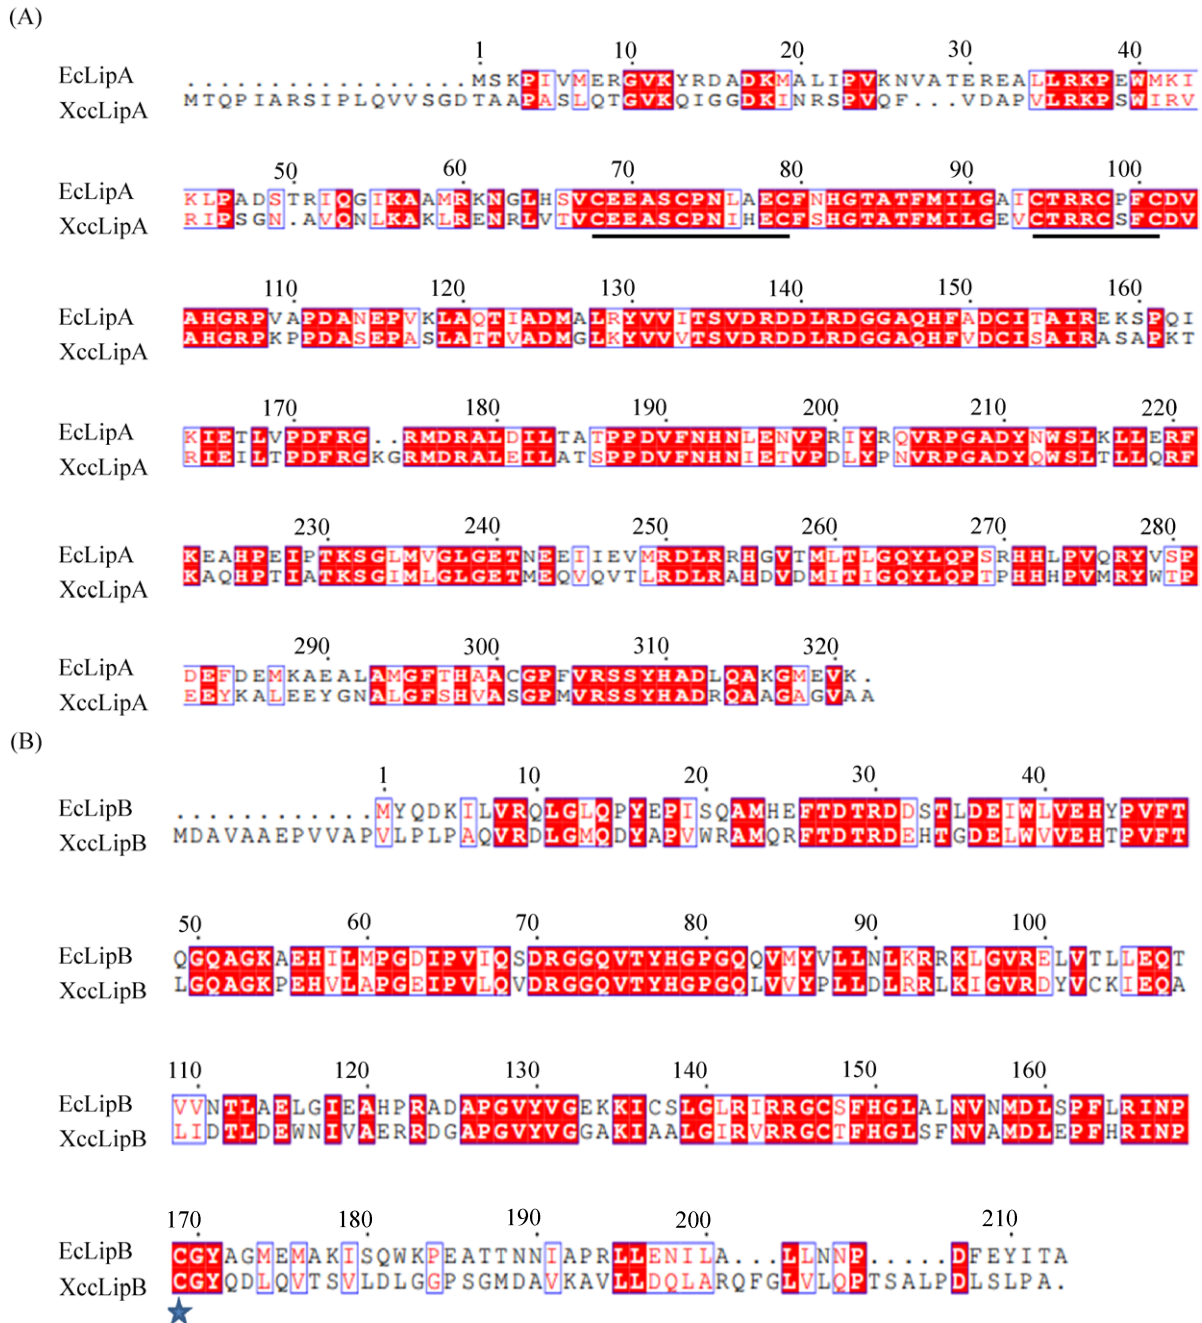 (A)
1 10 20 30 40
EcLipA .................MSKPIVMERGVKYRDADKMALIPVKNVATEREALLRKPEWMKI
XccLipA MTQPIARSIPLQVVSGDTAAPASLQTGVKQIGGDKINRSPVQF...VDAPVLRKPSWIRV
50 60 70 80 90 100
EcLipA KLPADSTRIQGIKAAMRKNGLHSVCEEASCPNLAECFNHGTATFMILGAICTRRCPFCDV
XccLipA RIPSGN.AVQNLKAKLRENRLVTVCEEASCPNIHECFSHGTATFMILGEVCTRRCSFCDV
110 120 130 140 150 160
EcLipA AHGRPVAPDANEPVKLAQTIADMALRYVVITSVDRDDLRDGGAQHFADCITAIREKSPQI
XccLipA AHGRPKPPDASEPASLATTVADMGLKYVVVTSVDRDDLRDGGAQHFVDCISAIRASAPKT
170 180 190 200 210 220
EcLipA KIETLVPDFRG..RMDRALDILTATPPDVFNHNLENVPRIYRQVRPGADYNWSLKLLERF
XccLipA RIEILTPDFRGKGRMDRALEILATSPPDVFNHNIETVPDLYPNVRPGADYQWSLTLLQRF
230 240 250 260 270 280
EcLipA KEAHPEIPTKSGLMVGLGETNEEIIEVMRDLRRHGVTMLTLGQYLQPSRHHLPVQRYVSP
XccLipA KAQHPTIATKSGIMLGLGETMEQVQVTLRDLRAHDVDMITIGQYLQPTPHHHPVMRYWTP
290 300 310 320
EcLipA DEFDEMKAEALAMGFTHAACGPFVRSSYHADLQAKGMEVK.
XccLipA EEYKALEEYGNALGFSHVASGPMVRSSYHADRQAAGAGVAA
(B)
1 10 20 30 40
EcLipB ............MYQDKILVRQLGLQPYEPISQAMHEFTDTRDDSTLDEIWLVEHYPVFT
XccLipB MDAVAAEPVVAPVLPLPAQVRDLGMQDYAPVWRAMQRFTDTRDEHTGDELWVVEHTPVFT
50 60 70 80 90 100
EcLipB QGQAGKAEHILMPGDIPVIQSDRGGQVTYHGPGQQVMYVLLNLKRRKLGVRELVTLLEQT
XccLipB LGQAGKPEHVLAPGEIPVLQVDRGGQVTYHGPGQLVVYPLLDLRRLKIGVRDYVCKIEQA
110 120 130 140 150 160
EcLipB VVNTLAELGIEAHPRADAPGVYVGEKKICSLGLRIRRGCSFHGLALNVNMDLSPFLRINP
XccLipB LIDTLDEWNIVAERRDGAPGVYVGGAKIAALGIRVRRGCTFHGLSFNVAMDLEPFHRINP
170 180 190 200 210
EcLipB CGYAGMEMAKISQWKPEATTNNIAPRLLENILA...LLNNP.....DFEYITA
XccLipB CGYQDLQVTSVLDLGGPSGMDAVKAVLLDQLARQFGLVLQPTSALPDLSLPA.